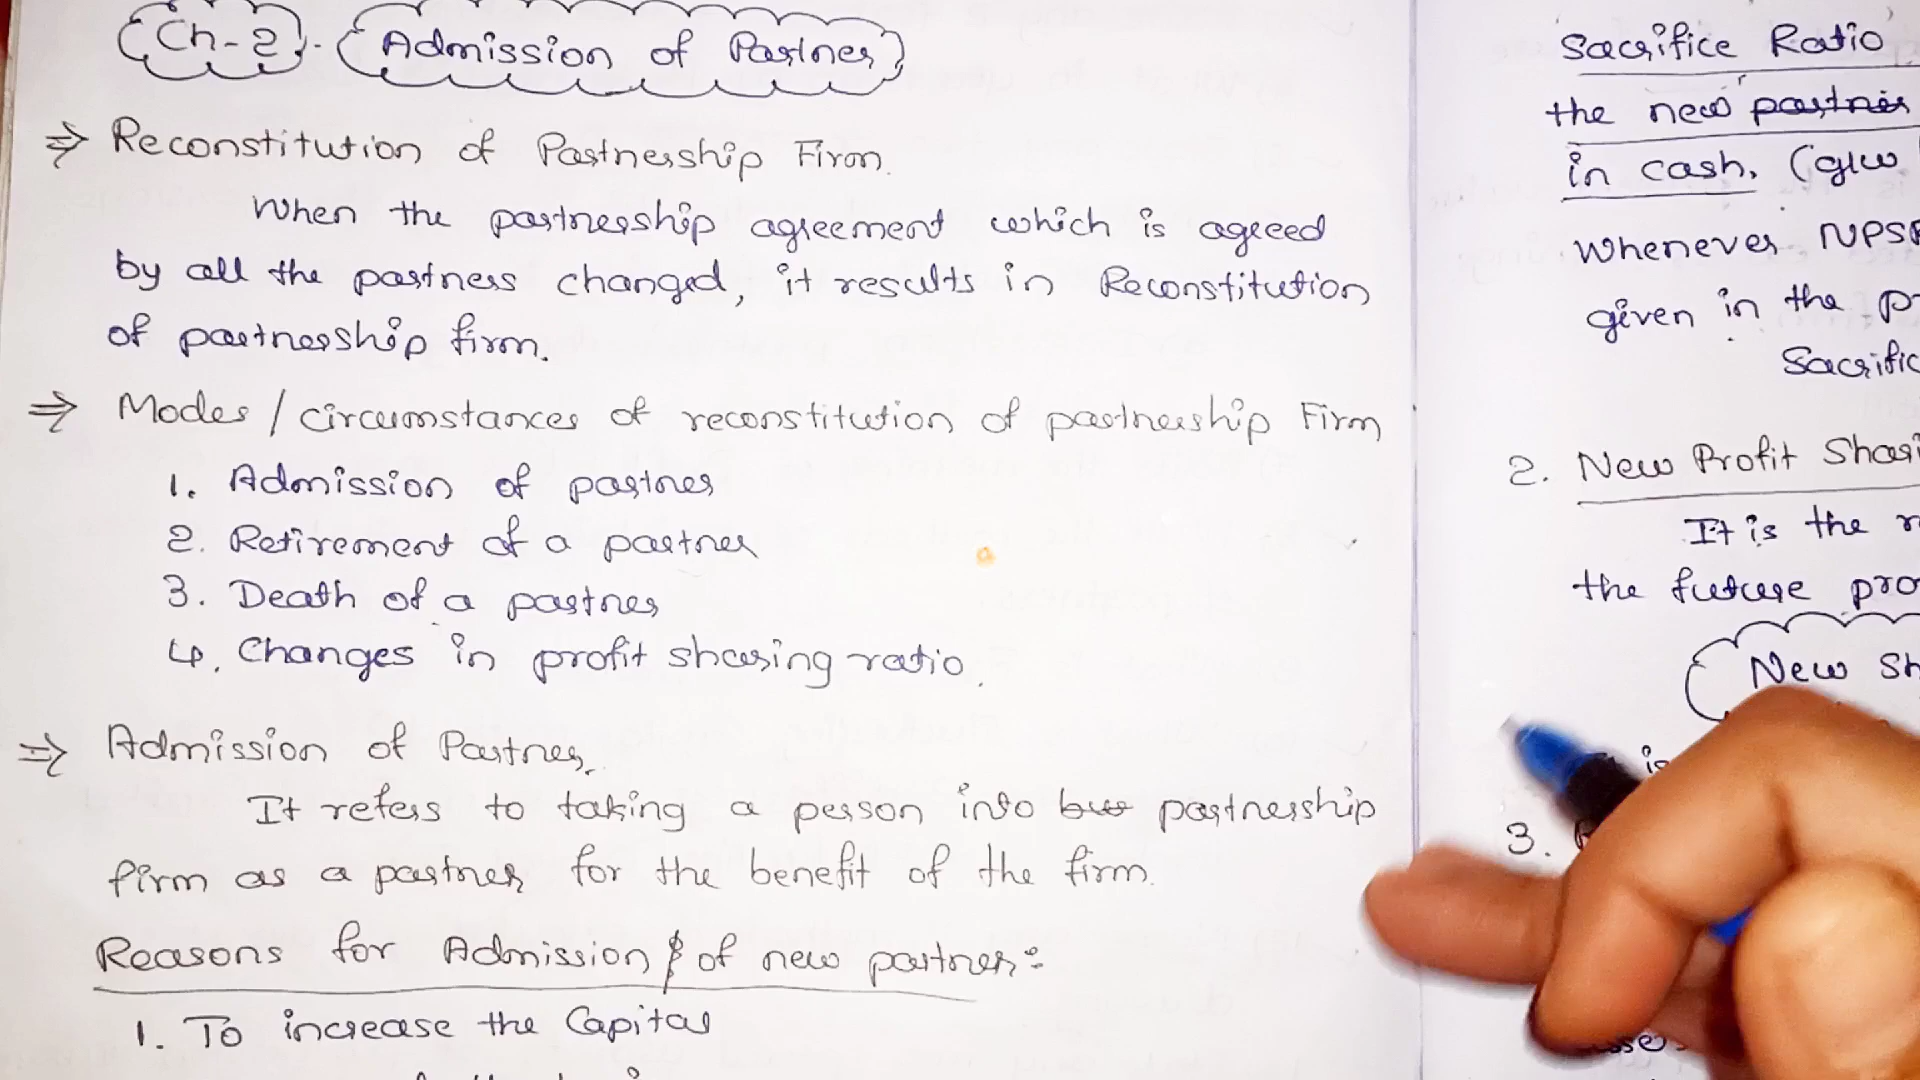 Ch-2. Admission of Partner
⇒ Reconstitution of Partnership Firm.
When the partnership agreement which is agreed
by all the partners changed, it results in Reconstitution
of partnership firm.
⇒ Modes / circumstances of reconstitution of partnership Firm
1. Admission of partner
2. Retirement of a partner
3. Death of a partner
4. Changes in profit sharing ratio.
⇒ Admission of Partner.
It refers to taking a person into partnership
firm as a partner for the benefit of the firm.
Reasons for Admission of new partner:-
1. To increase the Capital
Sacrifice Ratio
the new partner
in cash. (g/w
Whenever NPSR
given in the
2. New Profit
It is the
the future
New
is
3.